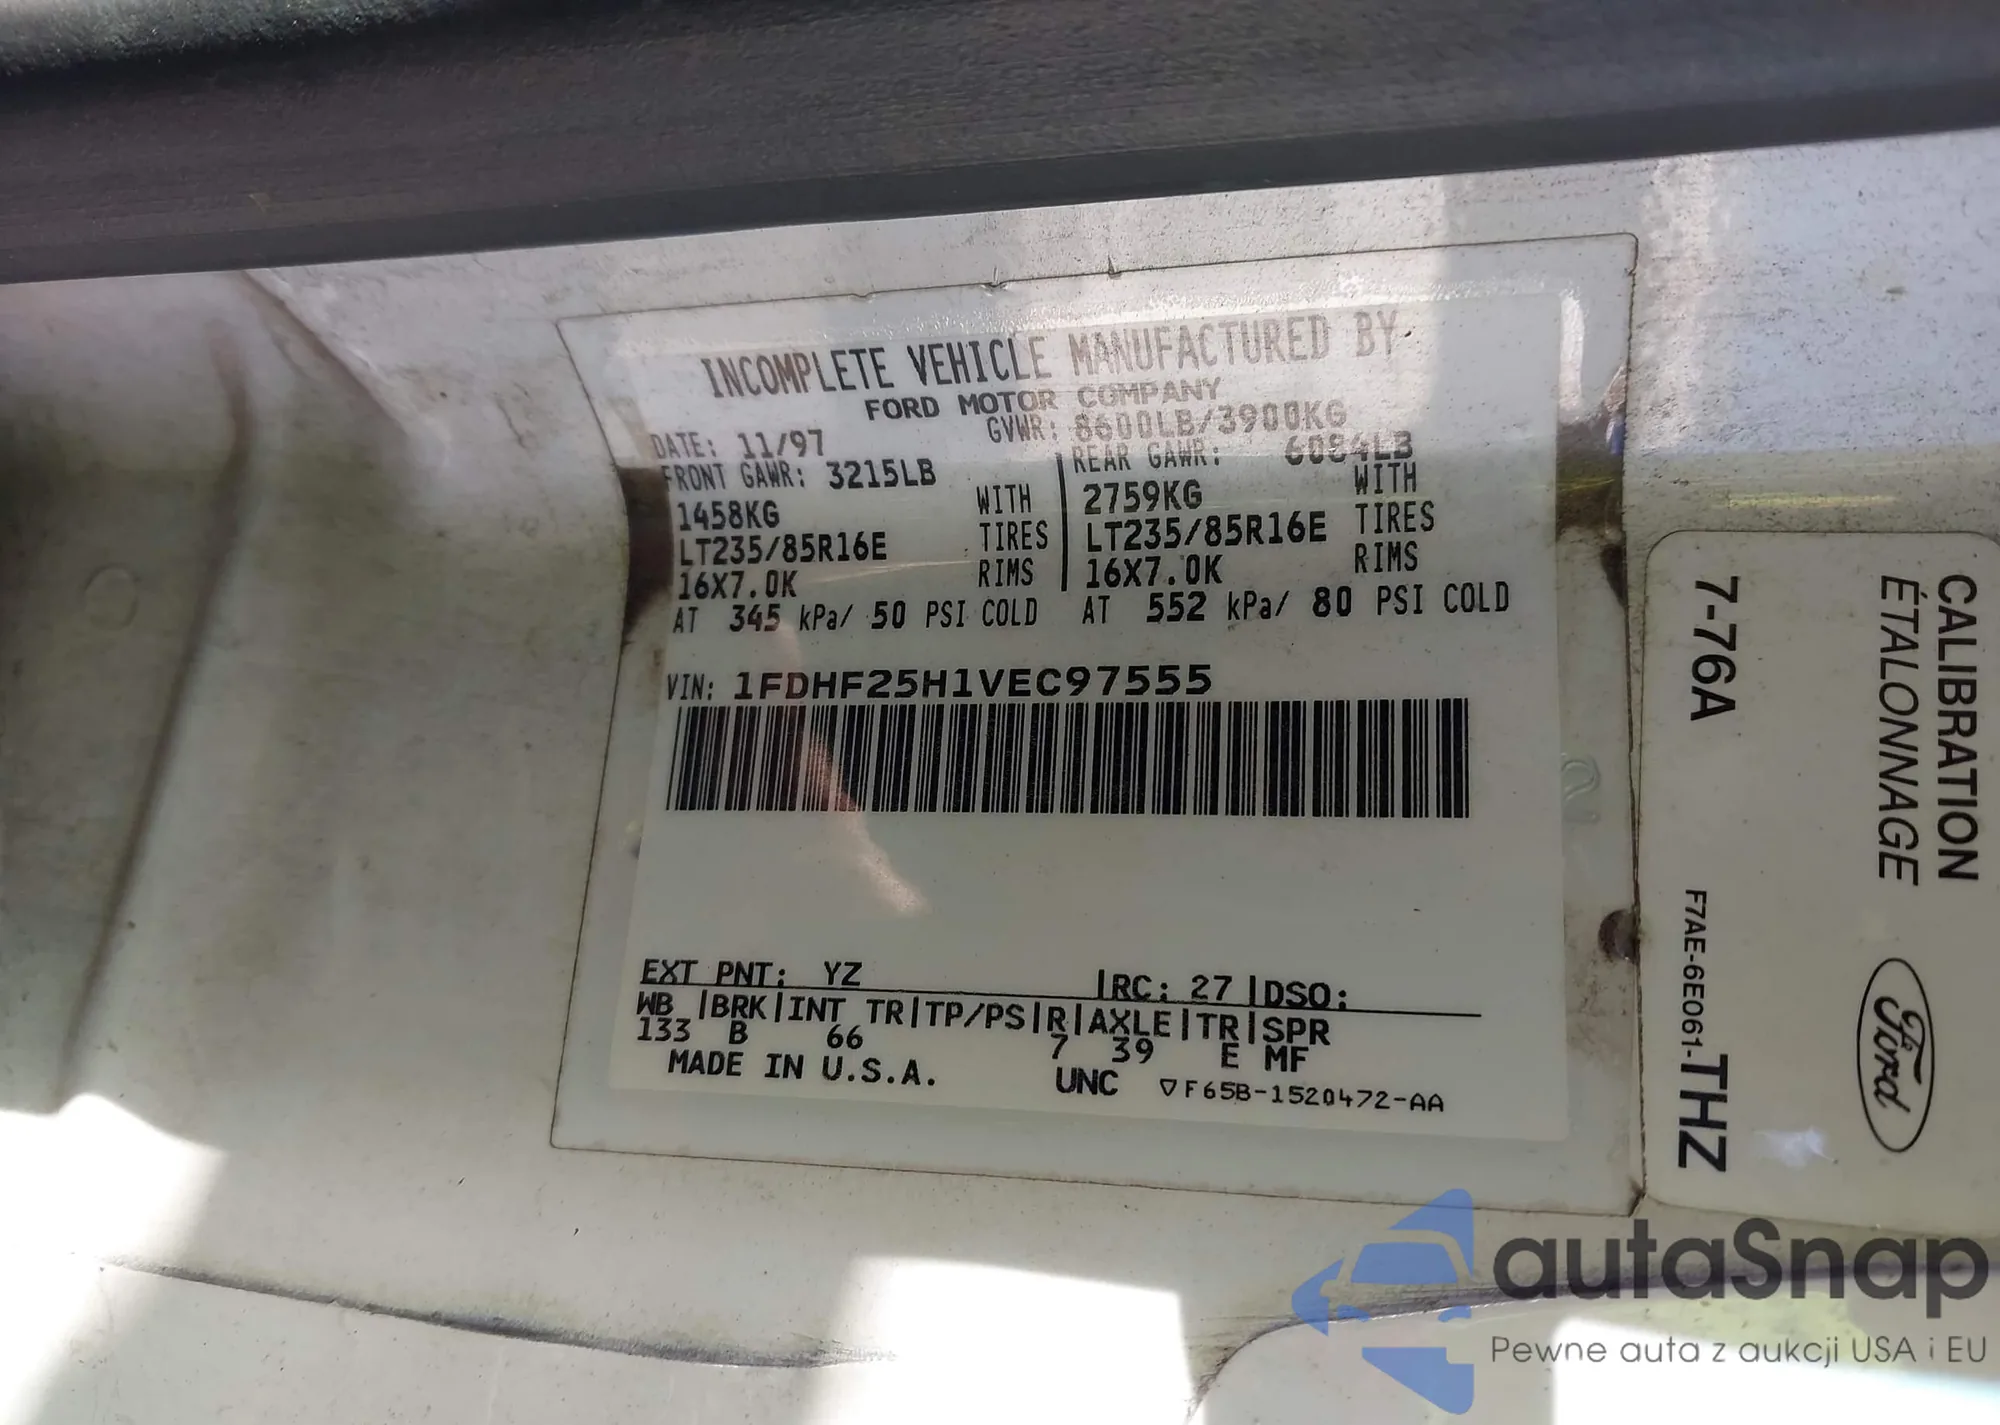 INCOMPLETE VEHICLE MANUFACTURED BY
FORD MOTOR COMPANY
DATE: 11/97 GVWR: 8600LB/3900KG
FRONT GAWR: 3215LB REAR GAWR: 6084LB
1458KG WITH 2759KG WITH
LT235/85R16E TIRES LT235/85R16E TIRES
16X7.0K RIMS 16X7.0K RIMS
AT 345 kPa/ 50 PSI COLD AT 552 kPa/ 80 PSI COLD
VIN: 1FDHF25H1VEC97555
EXT PNT: YZ |RC: 27 |DSO:
WB |BRK|INT TR|TP/PS|R|AXLE|TR|SPR
133 B 66 7 39 E MF
MADE IN U.S.A. UNC ▽F65B-1520472-AA
CALIBRATION
ÉTALONNAGE
Ford
7-76A
F7AE-6E061-THZ
autaSnap
Pewne auta z aukcji USA i EU